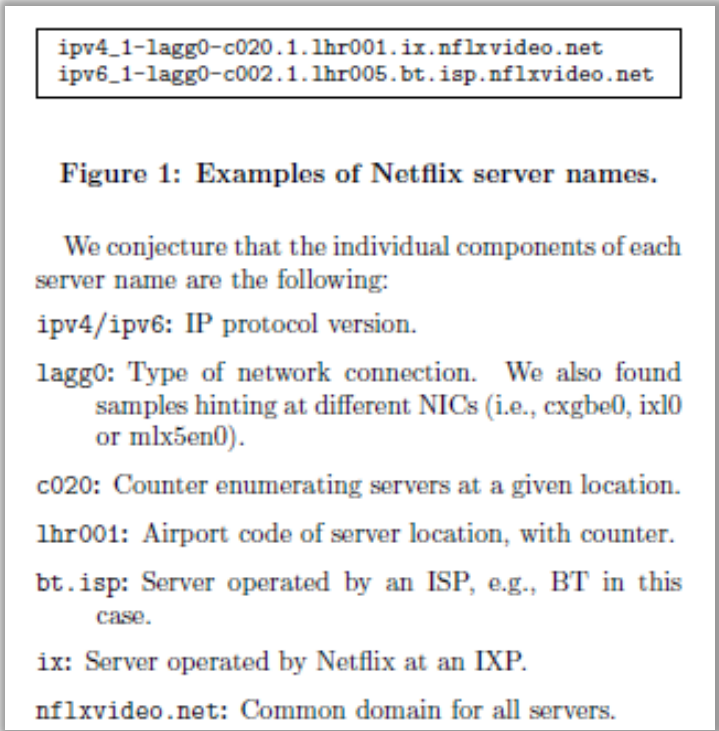 ipv4_1-lagg0-c020.1.lhr001.ix.nflxvideo.net
ipv6_1-lagg0-c002.1.lhr005.bt.isp.nflxvideo.net
Figure 1: Examples of Netflix server names.
We conjecture that the individual components of each
server name are the following:
ipv4/ipv6: IP protocol version.
lagg0: Type of network connection. We also found
samples hinting at different NICs (i.e., cxgbe0, ixl0
or mlx5en0).
c020: Counter enumerating servers at a given location.
lhr001: Airport code of server location, with counter.
bt.isp: Server operated by an ISP, e.g., BT in this
case.
ix: Server operated by Netflix at an IXP.
nflxvideo.net: Common domain for all servers.